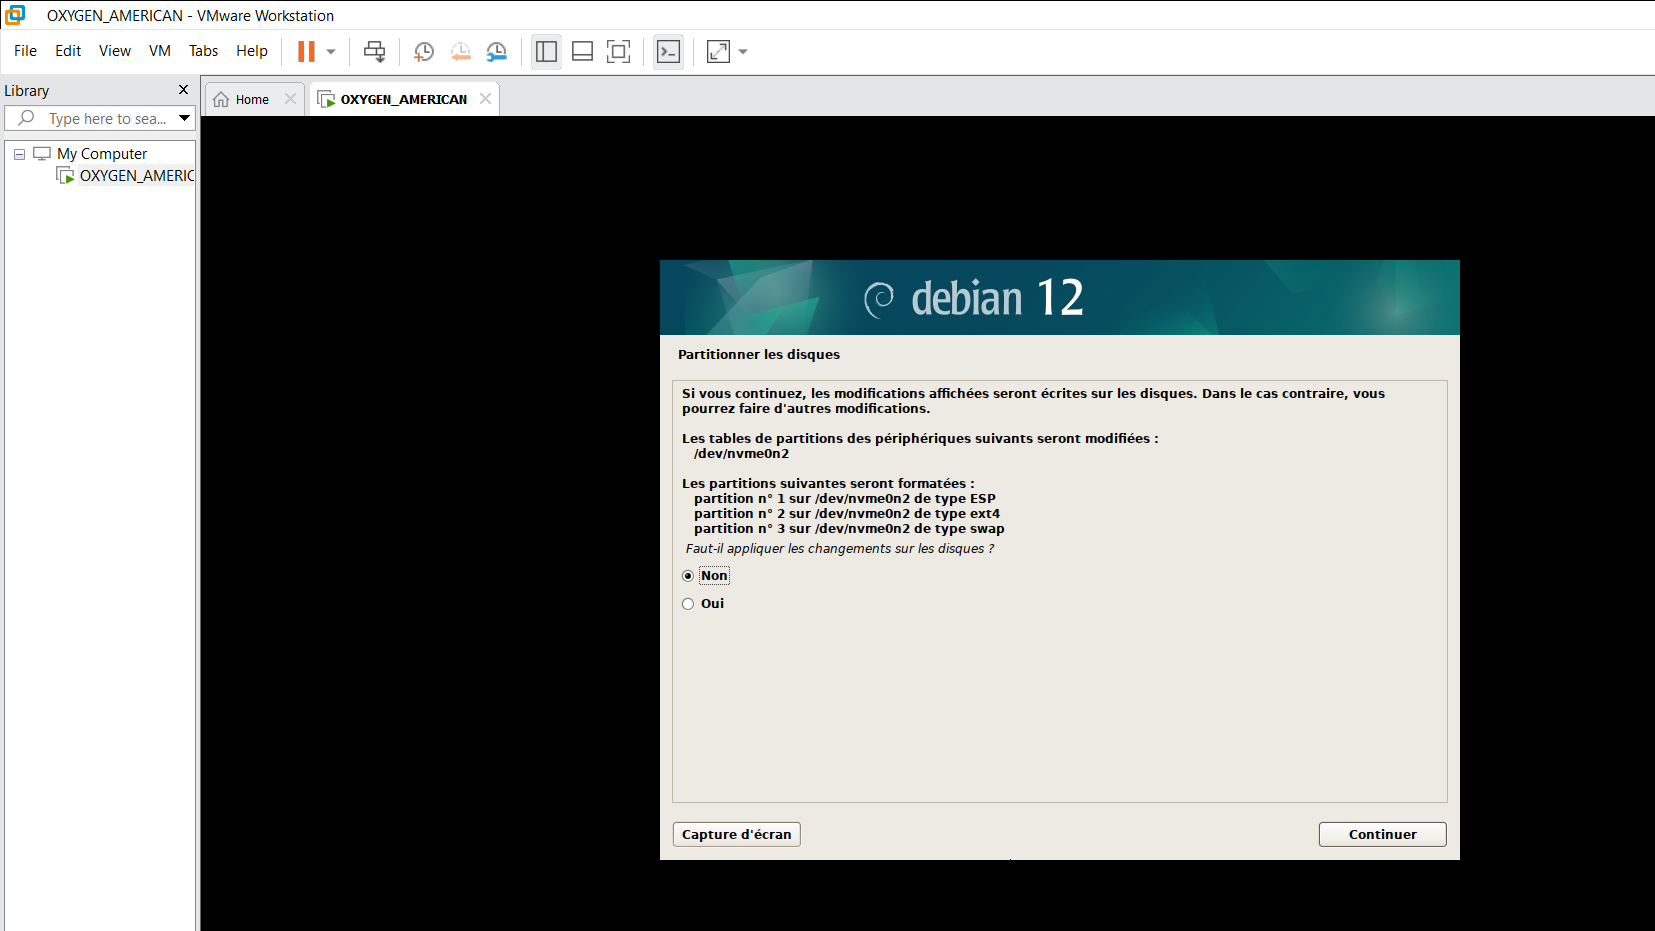 OXYGEN_AMERICAN - VMware Workstation
File Edit View VM Tabs Help
Library
Home
OXYGEN_AMERICAN
Type here to sea...
My Computer
OXYGEN_AMERIC
debian 12
Partitionner les disques
Si vous continuez, les modifications affichées seront écrites sur les disques. Dans le cas contraire, vous
pourrez faire d'autres modifications.
Les tables de partitions des périphériques suivants seront modifiées :
/dev/nvme0n2
Les partitions suivantes seront formatées :
partition n° 1 sur /dev/nvme0n2 de type ESP
partition n° 2 sur /dev/nvme0n2 de type ext4
partition n° 3 sur /dev/nvme0n2 de type swap
Faut-il appliquer les changements sur les disques ?
Non
Oui
Capture d'écran
Continuer